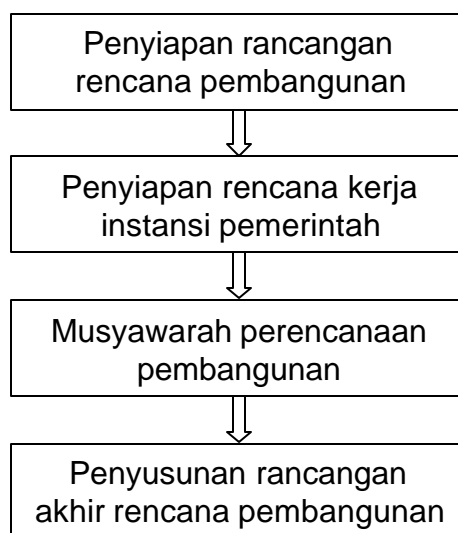 Penyiapan rancangan
rencana pembangunan
Penyiapan rencana kerja
instansi pemerintah
Musyawarah perencanaan
pembangunan
Penyusunan rancangan
akhir rencana pembangunan